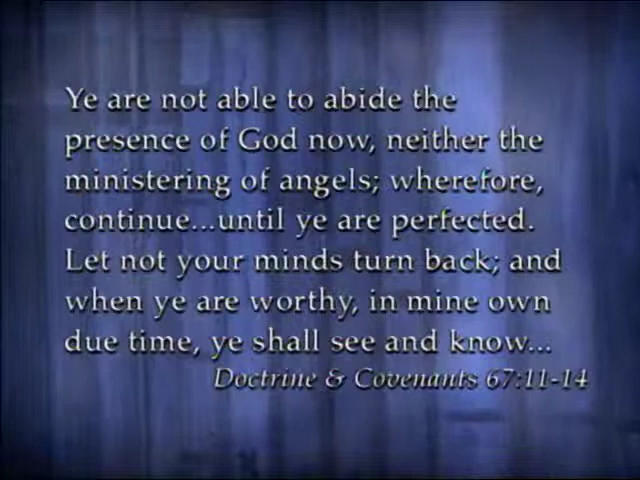 Ye are not able to abide the
presence of God now, neither the
ministering of angels; wherefore,
continue...until ye are perfected.
Let not your minds turn back; and
when ye are worthy, in mine own
due time, ye shall see and know...
Doctrine & Covenants 67:11-14